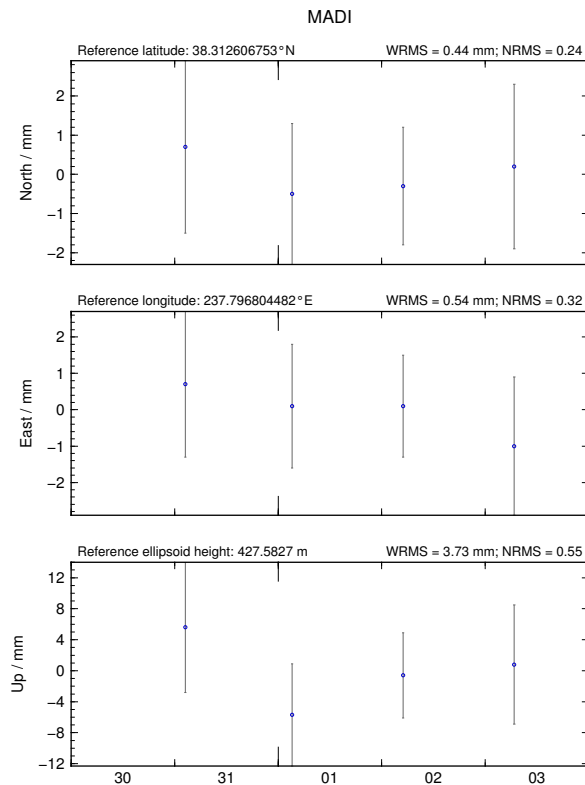 MADI
Reference latitude: 38.312606753°N WRMS = 0.44 mm; NRMS = 0.24
2
1
0
−1
−2
North / mm
Reference longitude: 237.796804482°E WRMS = 0.54 mm; NRMS = 0.32
2
1
0
−1
−2
East / mm
Reference ellipsoid height: 427.5827 m WRMS = 3.73 mm; NRMS = 0.55
12
8
4
0
−4
−8
−12
Up / mm
30 31 01 02 03